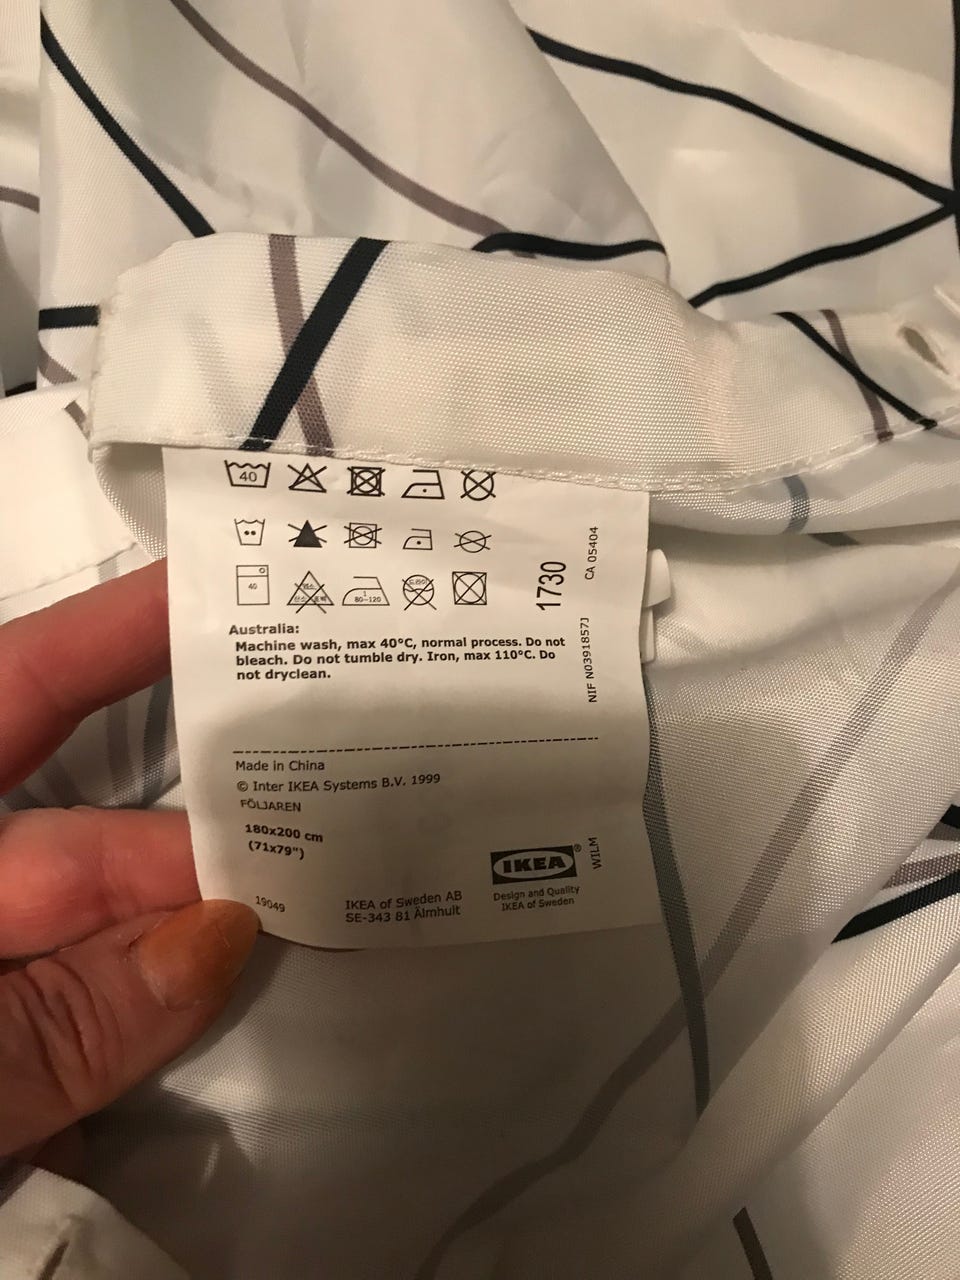 40
40
80-120
Australia:
Machine wash, max 40°C, normal process. Do not
bleach. Do not tumble dry. Iron, max 110°C. Do
not dryclean.
1730
CA 05404
NIF N0391857J
Made in China
© Inter IKEA Systems B.V. 1999
FÖLJAREN
180x200 cm
(71x79")
19049
IKEA of Sweden AB
SE-343 81 Älmhult
IKEA®
Design and Quality
IKEA of Sweden
WILM